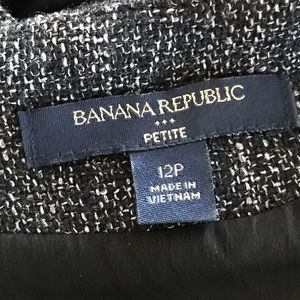 BANANA REPUBLIC
PETITE
12P
MADE IN
VIETNAM